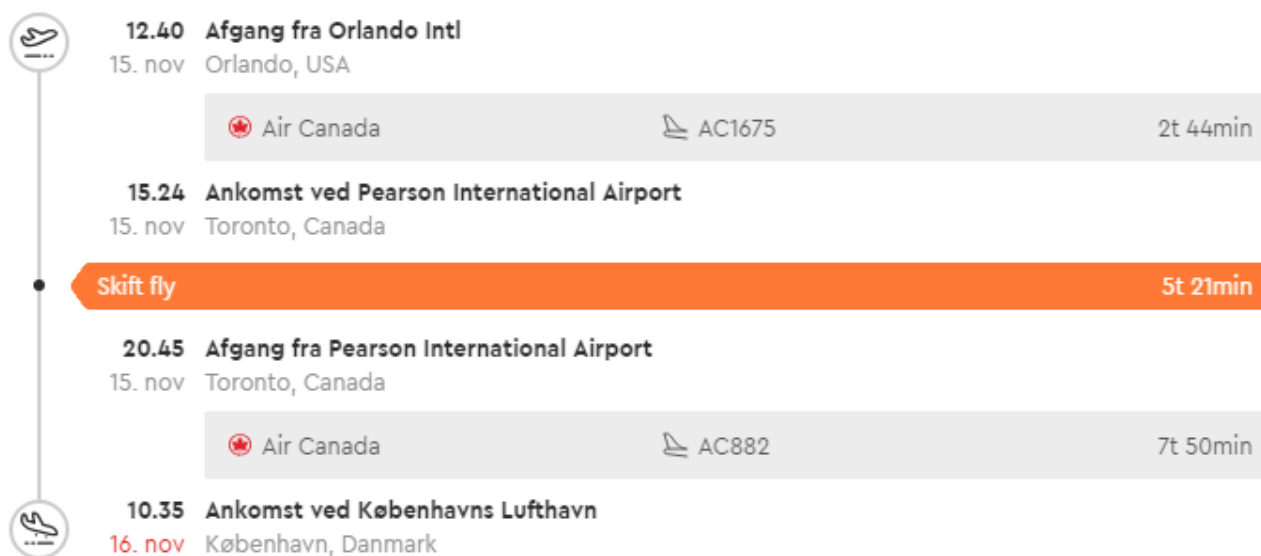 12.40 Afgang fra Orlando Intl
15. nov Orlando, USA
Air Canada AC1675 2t 44min
15.24 Ankomst ved Pearson International Airport
15. nov Toronto, Canada
Skift fly 5t 21min
20.45 Afgang fra Pearson International Airport
15. nov Toronto, Canada
Air Canada AC882 7t 50min
10.35 Ankomst ved Københavns Lufthavn
16. nov København, Danmark